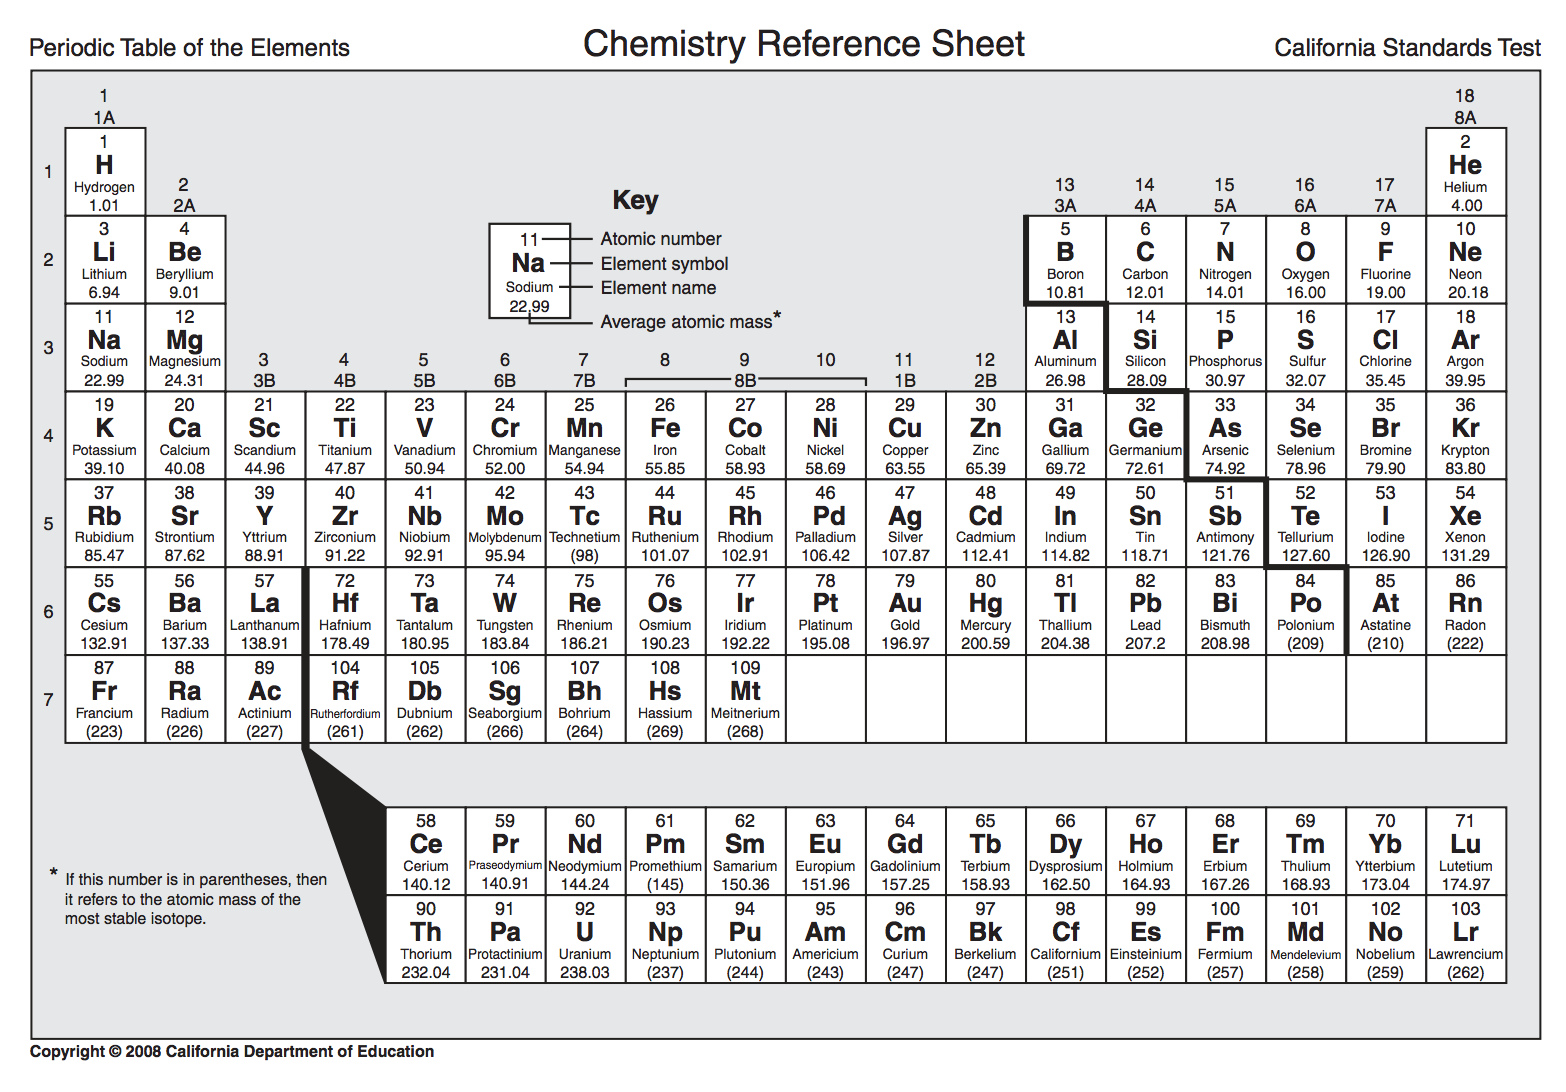 Periodic Table of the Elements
Chemistry Reference Sheet
California Standards Test
1
1A
18
8A
1
1
H
Hydrogen
1.01
2
2A
Key
13
3A
14
4A
15
5A
16
6A
17
7A
2
He
Helium
4.00
11
Na
Sodium
22.99
Atomic number
Element symbol
Element name
Average atomic mass*
2
3
Li
Lithium
6.94
4
Be
Beryllium
9.01
5
B
Boron
10.81
6
C
Carbon
12.01
7
N
Nitrogen
14.01
8
O
Oxygen
16.00
9
F
Fluorine
19.00
10
Ne
Neon
20.18
3
11
Na
Sodium
22.99
12
Mg
Magnesium
24.31
3
3B
4
4B
5
5B
6
6B
7
7B
8
9
10
8B
11
1B
12
2B
13
Al
Aluminum
26.98
14
Si
Silicon
28.09
15
P
Phosphorus
30.97
16
S
Sulfur
32.07
17
Cl
Chlorine
35.45
18
Ar
Argon
39.95
4
19
K
Potassium
39.10
20
Ca
Calcium
40.08
21
Sc
Scandium
44.96
22
Ti
Titanium
47.87
23
V
Vanadium
50.94
24
Cr
Chromium
52.00
25
Mn
Manganese
54.94
26
Fe
Iron
55.85
27
Co
Cobalt
58.93
28
Ni
Nickel
58.69
29
Cu
Copper
63.55
30
Zn
Zinc
65.39
31
Ga
Gallium
69.72
32
Ge
Germanium
72.61
33
As
Arsenic
74.92
34
Se
Selenium
78.96
35
Br
Bromine
79.90
36
Kr
Krypton
83.80
5
37
Rb
Rubidium
85.47
38
Sr
Strontium
87.62
39
Y
Yttrium
88.91
40
Zr
Zirconium
91.22
41
Nb
Niobium
92.91
42
Mo
Molybdenum
95.94
43
Tc
Technetium
(98)
44
Ru
Ruthenium
101.07
45
Rh
Rhodium
102.91
46
Pd
Palladium
106.42
47
Ag
Silver
107.87
48
Cd
Cadmium
112.41
49
In
Indium
114.82
50
Sn
Tin
118.71
51
Sb
Antimony
121.76
52
Te
Tellurium
127.60
53
I
Iodine
126.90
54
Xe
Xenon
131.29
6
55
Cs
Cesium
132.91
56
Ba
Barium
137.33
57
La
Lanthanum
138.91
72
Hf
Hafnium
178.49
73
Ta
Tantalum
180.95
74
W
Tungsten
183.84
75
Re
Rhenium
186.21
76
Os
Osmium
190.23
77
Ir
Iridium
192.22
78
Pt
Platinum
195.08
79
Au
Gold
196.97
80
Hg
Mercury
200.59
81
Tl
Thallium
204.38
82
Pb
Lead
207.2
83
Bi
Bismuth
208.98
84
Po
Polonium
(209)
85
At
Astatine
(210)
86
Rn
Radon
(222)
7
87
Fr
Francium
(223)
88
Ra
Radium
(226)
89
Ac
Actinium
(227)
104
Rf
Rutherfordium
(261)
105
Db
Dubnium
(262)
106
Sg
Seaborgium
(266)
107
Bh
Bohrium
(264)
108
Hs
Hassium
(269)
109
Mt
Meitnerium
(268)
58
Ce
Cerium
140.12
59
Pr
Praseodymium
140.91
60
Nd
Neodymium
144.24
61
Pm
Promethium
(145)
62
Sm
Samarium
150.36
63
Eu
Europium
151.96
64
Gd
Gadolinium
157.25
65
Tb
Terbium
158.93
66
Dy
Dysprosium
162.50
67
Ho
Holmium
164.93
68
Er
Erbium
167.26
69
Tm
Thulium
168.93
70
Yb
Ytterbium
173.04
71
Lu
Lutetium
174.97
90
Th
Thorium
232.04
91
Pa
Protactinium
231.04
92
U
Uranium
238.03
93
Np
Neptunium
(237)
94
Pu
Plutonium
(244)
95
Am
Americium
(243)
96
Cm
Curium
(247)
97
Bk
Berkelium
(247)
98
Cf
Californium
(251)
99
Es
Einsteinium
(252)
100
Fm
Fermium
(257)
101
Md
Mendelevium
(258)
102
No
Nobelium
(259)
103
Lr
Lawrencium
(262)
* If this number is in parentheses, then
it refers to the atomic mass of the
most stable isotope.
Copyright © 2008 California Department of Education